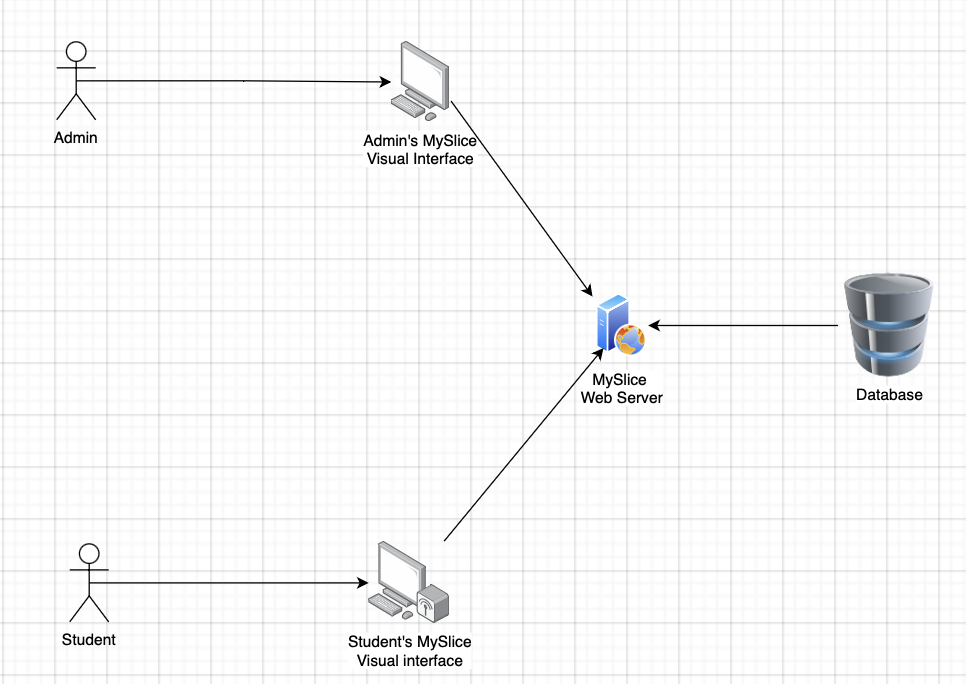 Admin
Admin's MySlice
Visual Interface
MySlice
Web Server
Database
Student
Student's MySlice
Visual interface